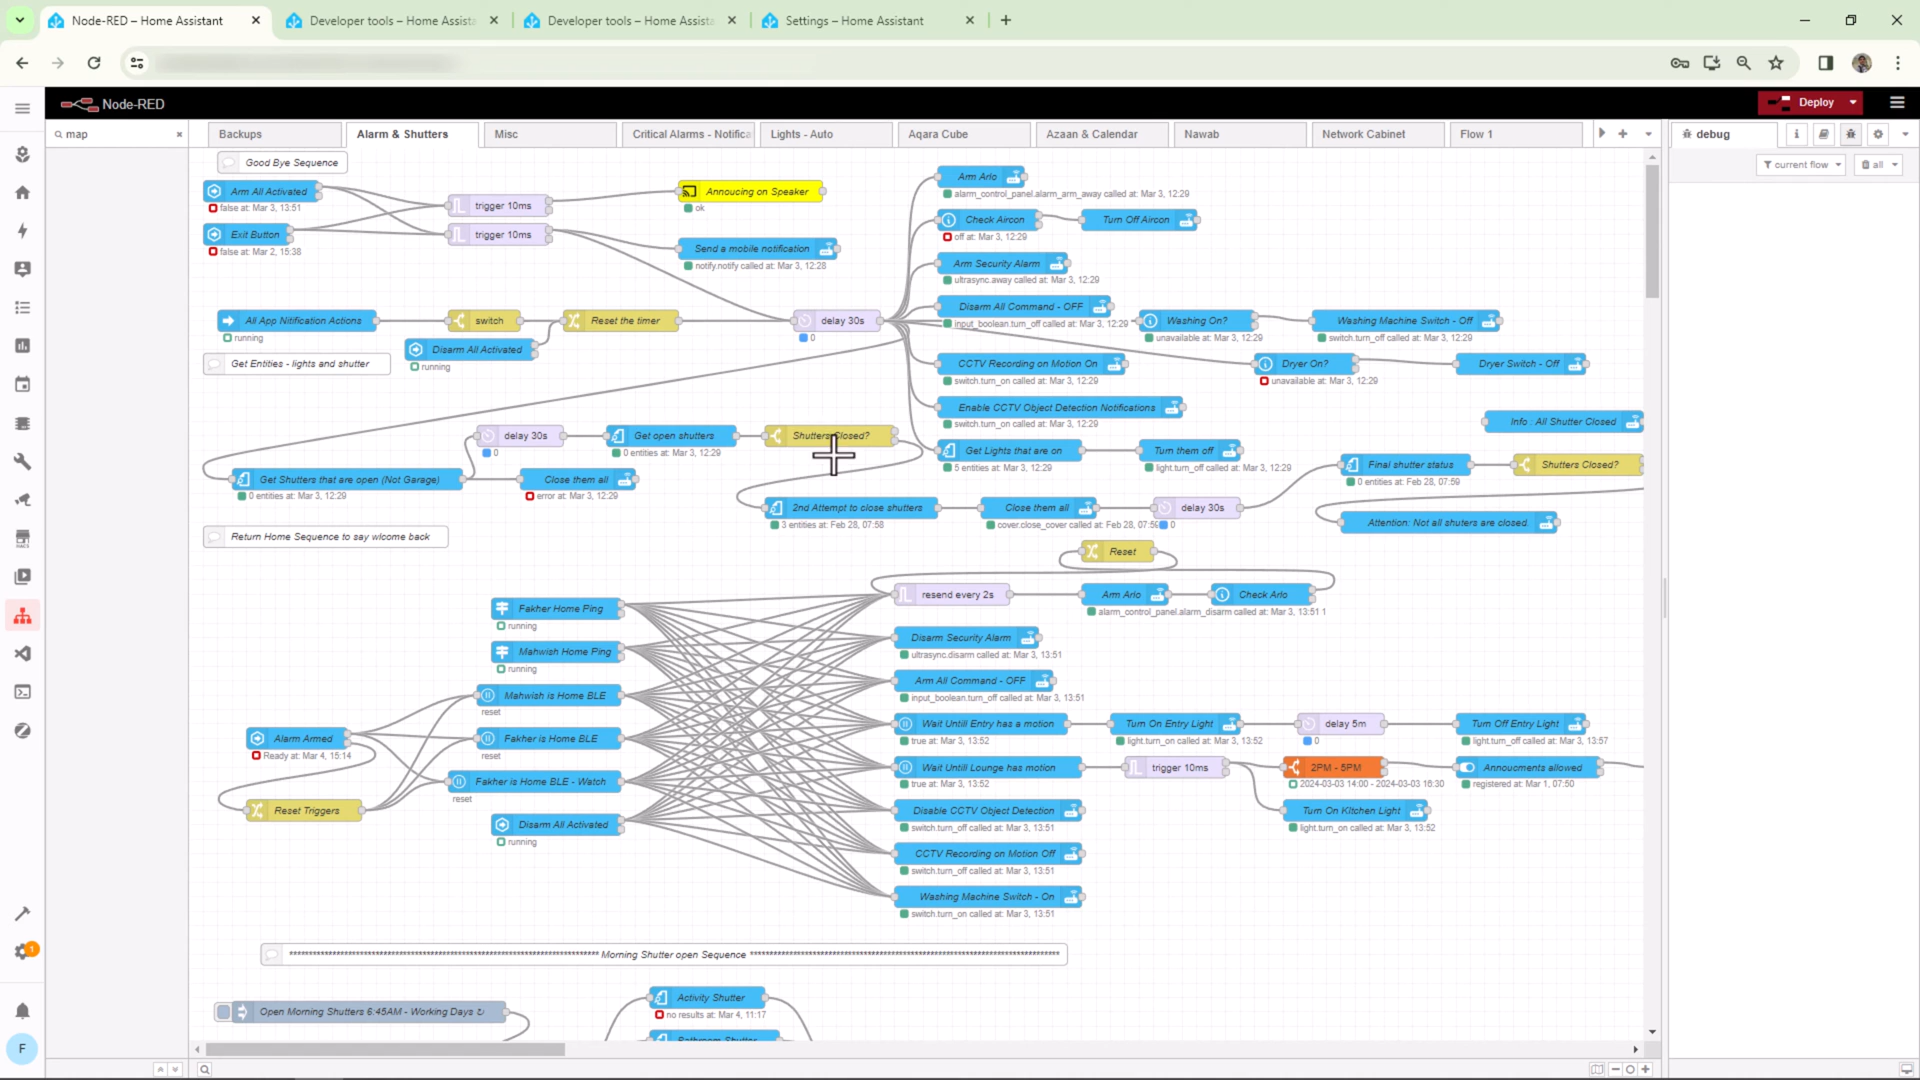 Node-RED – Home Assistant
Developer tools – Home Assista
Developer tools – Home Assista
Settings – Home Assistant
Node-RED
Deploy
map
Backups
Alarm & Shutters
Misc
Critical Alarms - Notifica
Lights - Auto
Aqara Cube
Azaan & Calendar
Nawab
Network Cabinet
Flow 1
debug
current flow
all
Good Bye Sequence
Arm All Activated
false at: Mar 3, 13:51
Exit Button
false at: Mar 2, 15:38
trigger 10ms
trigger 10ms
Annoucing on Speaker
ok
Send a mobile notification
notify.notify called at: Mar 3, 12:28
Arm Arlo
alarm_control_panel.alarm_arm_away called at: Mar 3, 12:29
Check Aircon
off at: Mar 3, 12:29
Turn Off Aircon
Arm Security Alarm
ultrasync.away called at: Mar 3, 12:29
Disarm All Command - OFF
input_boolean.turn_off called at: Mar 3, 12:29
All App Nitification Actions
running
switch
Reset the timer
delay 30s
0
Washing On?
unavailable at: Mar 3, 12:29
Washing Machine Switch - Off
switch.turn_off called at: Mar 3, 12:29
Disarm All Activated
running
Get Entities - lights and shutter
CCTV Recording on Motion On
switch.turn_on called at: Mar 3, 12:29
Dryer On?
unavailable at: Mar 3, 12:29
Dryer Switch - Off
Enable CCTV Object Detection Notifications
switch.turn_on called at: Mar 3, 12:29
Info : All Shutter Closed
delay 30s
0
Get open shutters
0 entities at: Mar 3, 12:29
Shutters Closed?
Get Lights that are on
5 entities at: Mar 3, 12:29
Turn them off
light.turn_off called at: Mar 3, 12:29
Final shutter status
0 entities at: Feb 28, 07:59
Shutters Closed?
Get Shutters that are open (Not Garage)
0 entities at: Mar 3, 12:29
Close them all
error at: Mar 3, 12:29
2nd Attempt to close shutters
3 entities at: Feb 28, 07:58
Close them all
cover.close_cover called at: Feb 28, 07:59
delay 30s
0
Attention: Not all shuters are closed.
Return Home Sequence to say wlcome back
Reset
resend every 2s
Arm Arlo
alarm_control_panel.alarm_disarm called at: Mar 3, 13:51 1
Check Arlo
Fakher Home Ping
running
Disarm Security Alarm
ultrasync.disarm called at: Mar 3, 13:51
Mahwish Home Ping
running
Arm All Command - OFF
input_boolean.turn_off called at: Mar 3, 13:51
Mahwish is Home BLE
reset
Wait Untill Entry has a motion
true at: Mar 3, 13:52
Turn On Entry Light
light.turn_on called at: Mar 3, 13:52
delay 5m
0
Turn Off Entry Light
light.turn_off called at: Mar 3, 13:57
Alarm Armed
Ready at: Mar 4, 15:14
Fakher is Home BLE
reset
Wait Untill Lounge has motion
true at: Mar 3, 13:52
trigger 10ms
2PM - 5PM
2024-03-03 14:00 - 2024-03-03 16:30
Annoucments allowed
registered at: Mar 1, 07:50
Fakher is Home BLE - Watch
reset
Reset Triggers
Disable CCTV Object Detection
switch.turn_off called at: Mar 3, 13:51
Turn On KItchen Light
light.turn_on called at: Mar 3, 13:52
Disarm All Activated
running
CCTV Recording on Motion Off
switch.turn_off called at: Mar 3, 13:51
Washing Machine Switch - On
switch.turn_on called at: Mar 3, 13:51
Morning Shutter open Sequence
Open Morning Shutters 6:45AM - Working Days ↻
Activity Shutter
no results at: Mar 4, 11:17
Bathroom Shutter
1
F